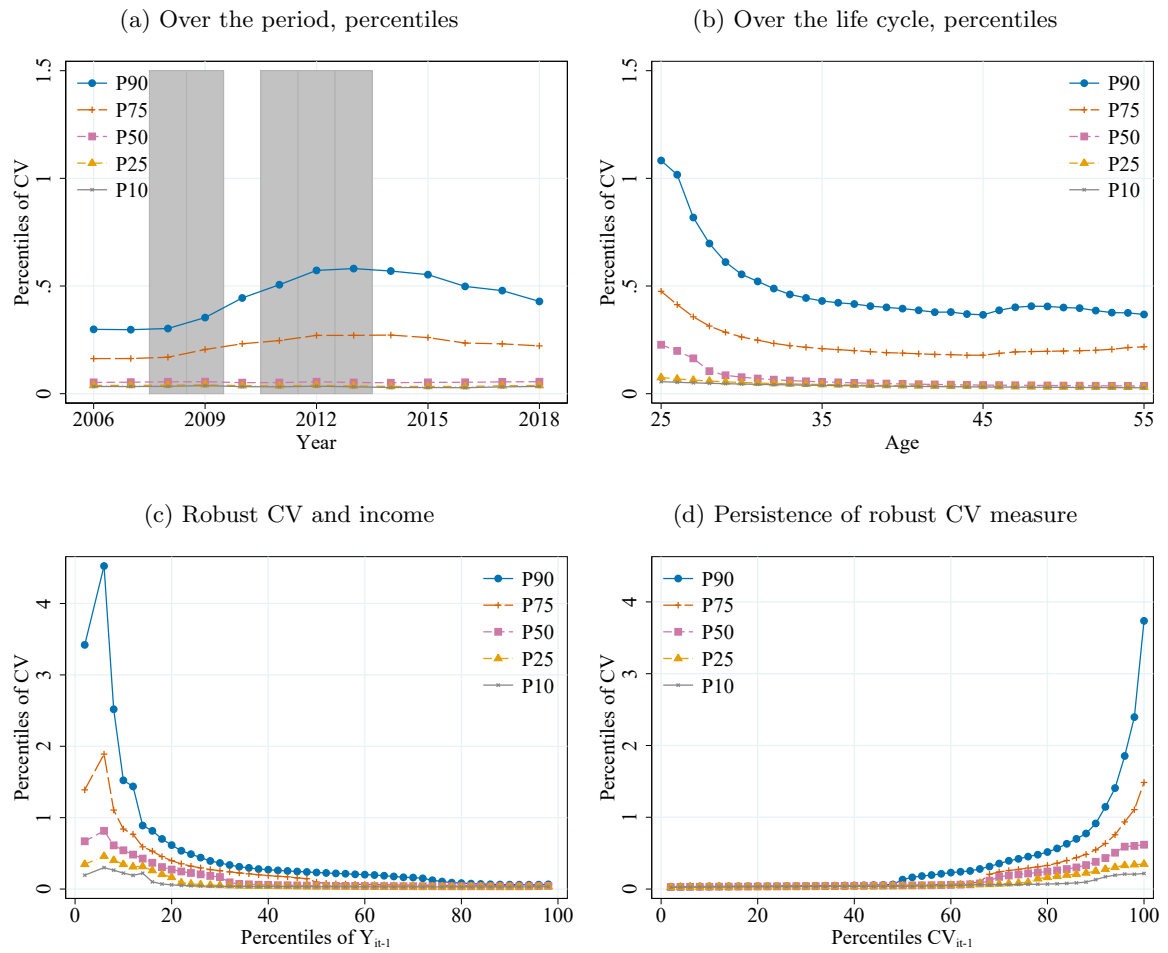 (a) Over the period, percentiles
Percentiles of CV
1.5
1
.5
0
P90
P75
P50
P25
P10
2006 2009 2012 2015 2018
Year
(b) Over the life cycle, percentiles
Percentiles of CV
1.5
1
.5
0
P90
P75
P50
P25
P10
25 35 45 55
Age
(c) Robust CV and income
Percentiles of CV
4
3
2
1
0
P90
P75
P50
P25
P10
0 20 40 60 80 100
Percentiles of Y_it-1
(d) Persistence of robust CV measure
Percentiles of CV
4
3
2
1
0
P90
P75
P50
P25
P10
0 20 40 60 80 100
Percentiles CV_it-1